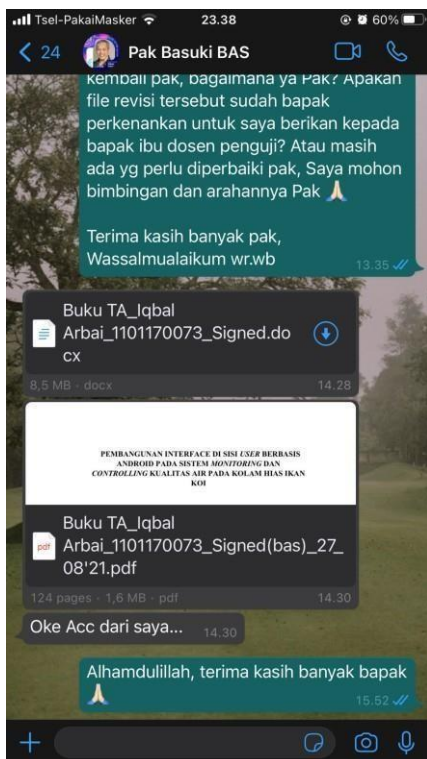 Tsel-PakaiMasker 23.38 60%
24 Pak Basuki BAS
kembali pak, bagaimana ya Pak? Apakah
file revisi tersebut sudah bapak
perkenankan untuk saya berikan kepada
bapak ibu dosen penguji? Atau masih
ada yg perlu diperbaiki pak, Saya mohon
bimbingan dan arahannya Pak 🙏🏻
Terima kasih banyak pak,
Wassalmualaikum wr.wb
13.35
Buku TA_Iqbal
Arbai_1101170073_Signed.do
cx
8,5 MB · docx 14.28
PEMBANGUNAN INTERFACE DI SISI USER BERBASIS
ANDROID PADA SISTEM MONITORING DAN
CONTROLLING KUALITAS AIR PADA KOLAM HIAS IKAN
KOI
Buku TA_Iqbal
pdf Arbai_1101170073_Signed(bas)_27_
08'21.pdf
124 pages · 1,6 MB · pdf 14.30
Oke Acc dari saya... 14.30
Alhamdulillah, terima kasih banyak bapak
🙏🏻
15.52